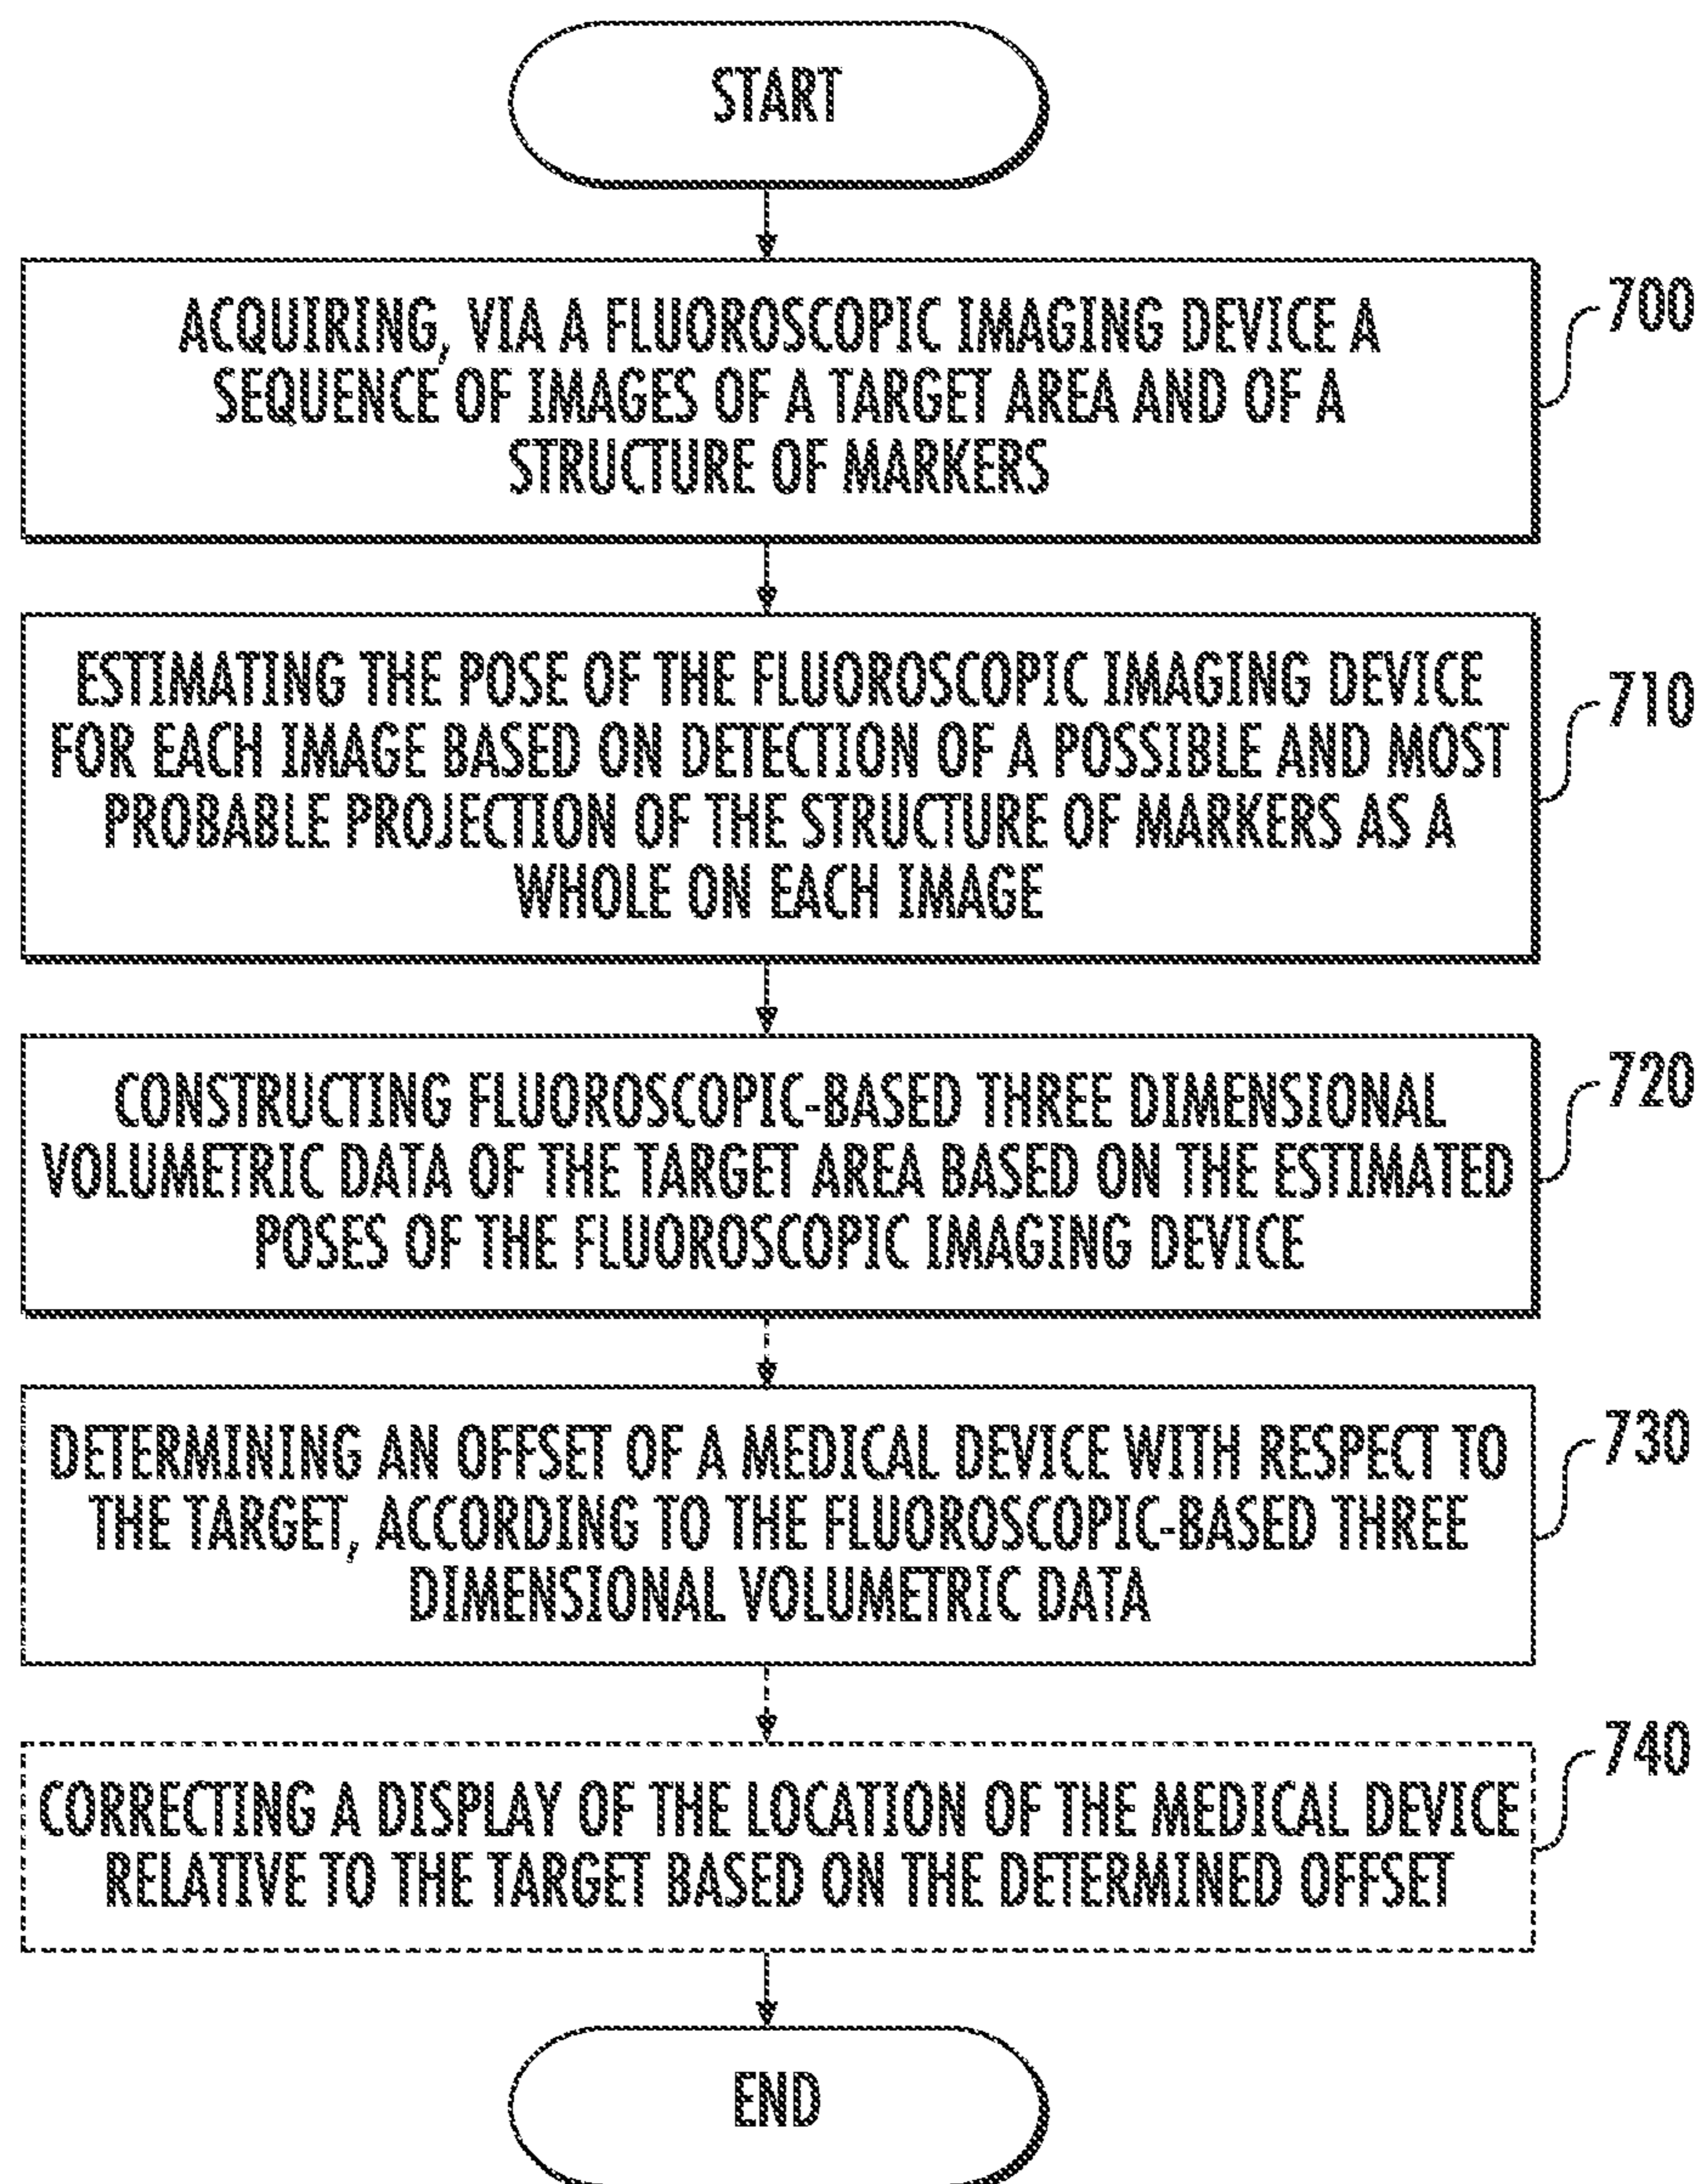 START
ACQUIRING, VIA A FLUOROSCOPIC IMAGING DEVICE A
SEQUENCE OF IMAGES OF A TARGET AREA AND OF A
STRUCTURE OF MARKERS
700
ESTIMATING THE POSE OF THE FLUOROSCOPIC IMAGING DEVICE
FOR EACH IMAGE BASED ON DETECTION OF A POSSIBLE AND MOST
PROBABLE PROJECTION OF THE STRUCTURE OF MARKERS AS A
WHOLE ON EACH IMAGE
710
CONSTRUCTING FLUOROSCOPIC-BASED THREE DIMENSIONAL
VOLUMETRIC DATA OF THE TARGET AREA BASED ON THE ESTIMATED
POSES OF THE FLUOROSCOPIC IMAGING DEVICE
720
DETERMINING AN OFFSET OF A MEDICAL DEVICE WITH RESPECT TO
THE TARGET, ACCORDING TO THE FLUOROSCOPIC-BASED THREE
DIMENSIONAL VOLUMETRIC DATA
730
CORRECTING A DISPLAY OF THE LOCATION OF THE MEDICAL DEVICE
RELATIVE TO THE TARGET BASED ON THE DETERMINED OFFSET
740
END